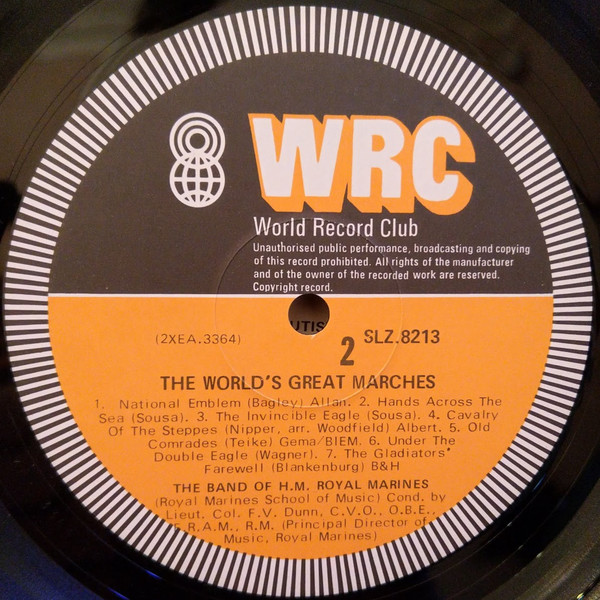 WRC
World Record Club
Unauthorised public performance, broadcasting and copying
of this record prohibited. All rights of the manufacturer
and of the owner of the recorded work are reserved.
Copyright record.
UTIS
(2XEA.3364)
2
SLZ.8213
THE WORLD'S GREAT MARCHES
1. National Emblem (Bagley) Allan. 2. Hands Across The
Sea (Sousa). 3. The Invincible Eagle (Sousa). 4. Cavalry
Of The Steppes (Nipper, arr. Woodfield) Albert. 5. Old
Comrades (Teike) Gema/BIEM. 6. Under The
Double Eagle (Wagner). 7. The Gladiators'
Farewell (Blankenburg) B&H
THE BAND OF H.M. ROYAL MARINES
(Royal Marines School of Music) Cond. by
Lieut. Col. F.V. Dunn, C.V.O., O.B.E.,
F.R.A.M., R.M. (Principal Director of
Music, Royal Marines)